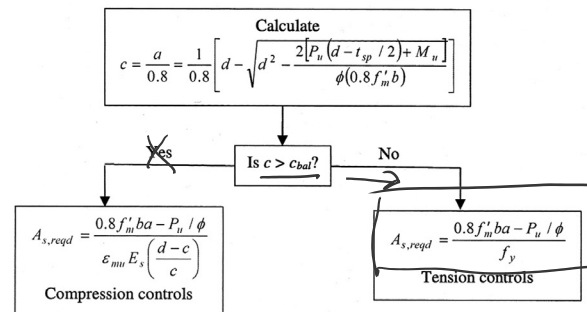 Calculate
c = a/0.8 = 1/0.8 [d − √(d² − 2[P_u(d − t_sp/2) + M_u]/ϕ(0.8f′_m b))]
Yes
Is c > c_bal?
No
A_s,reqd = (0.8f′_m ba − P_u/ϕ)/(ε_mu E_s((d − c)/c))
Compression controls
A_s,reqd = (0.8f′_m ba − P_u/ϕ)/f_y
Tension controls